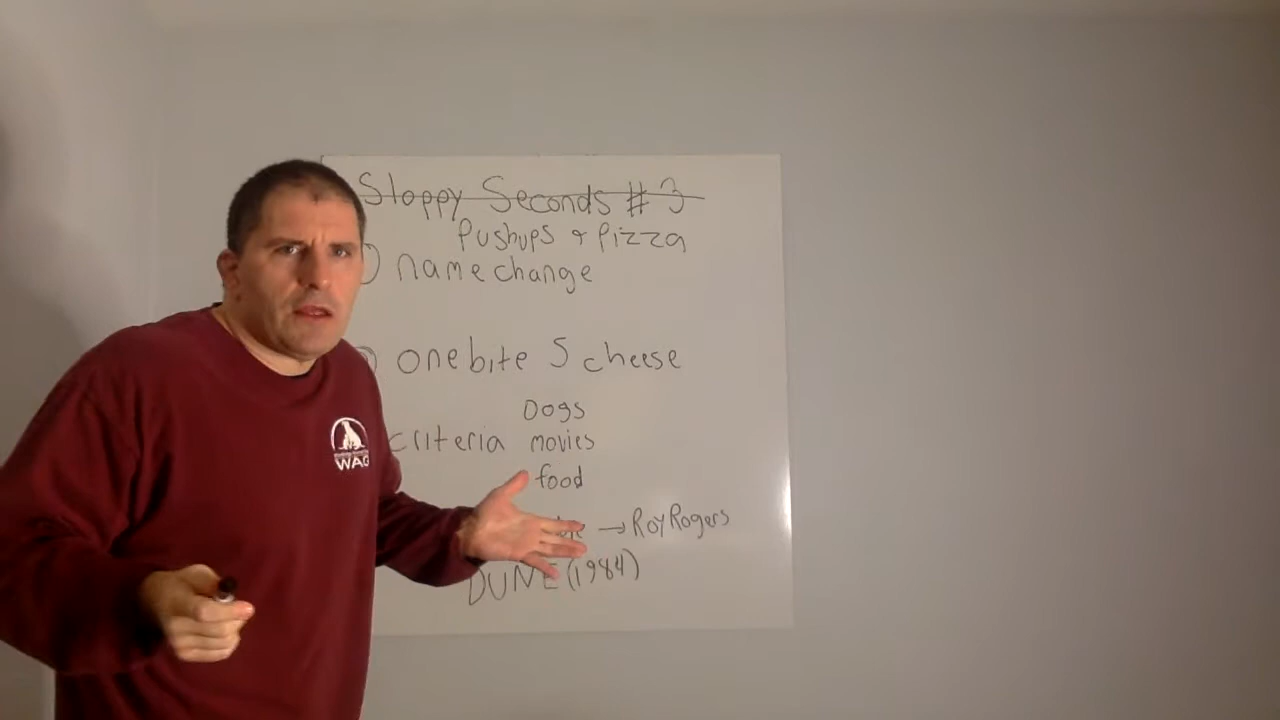 Sloppy Seconds # 3
Pushups & Pizza
1) name change
one bite 5 cheese
Dogs
criteria movies
food
→ Roy Rogers
DUNE (1984)
WAG